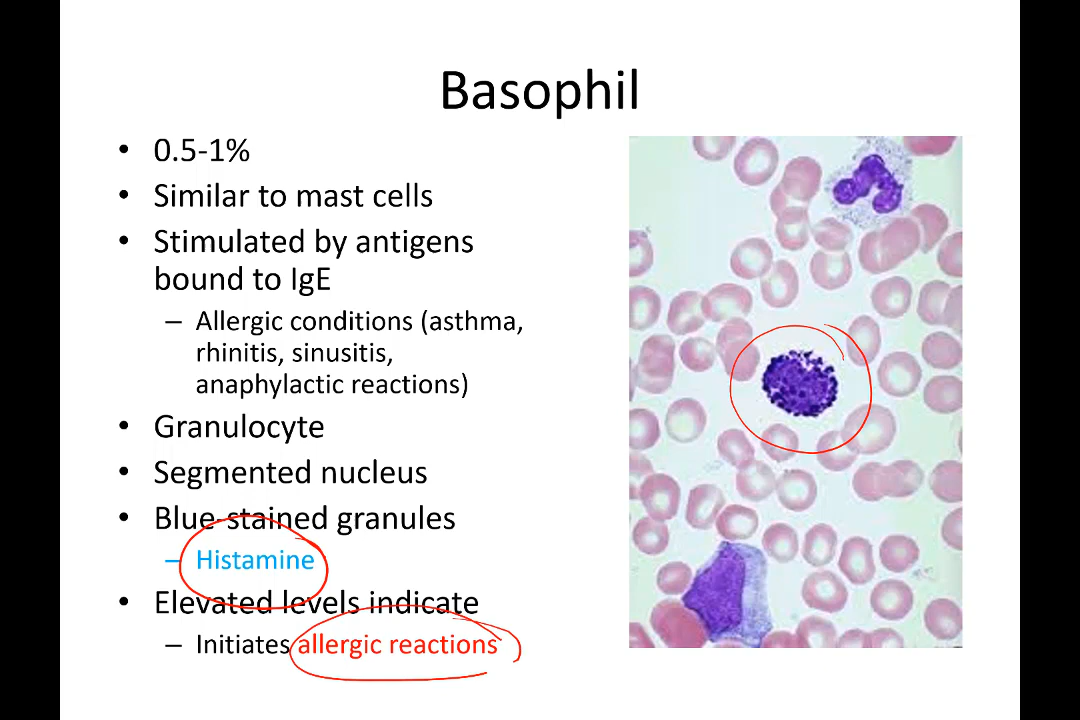 Basophil
• 0.5-1%
• Similar to mast cells
• Stimulated by antigens
bound to IgE
– Allergic conditions (asthma,
rhinitis, sinusitis,
anaphylactic reactions)
• Granulocyte
• Segmented nucleus
• Blue-stained granules
– Histamine
• Elevated levels indicate
– Initiates allergic reactions